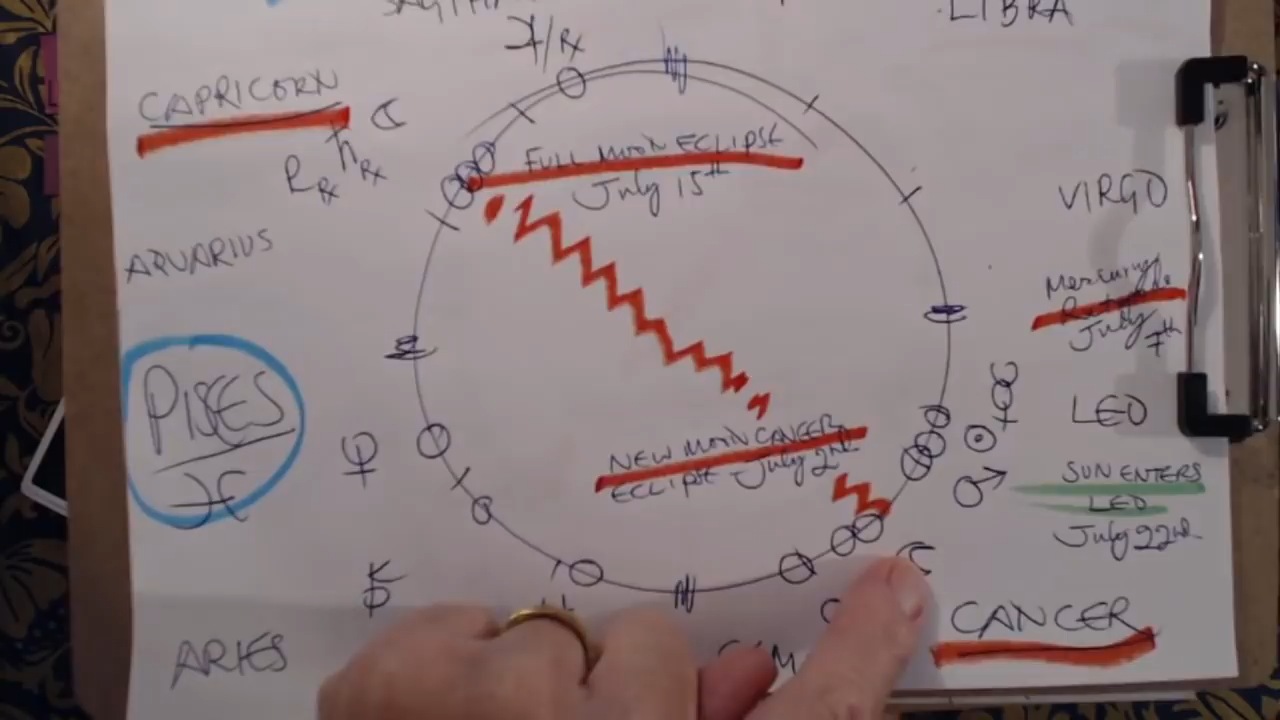 LIBRA
CAPRICORN
FULL MOON ECLIPSE
July 15th
VIRGO
AQUARIUS
Mercury
July 7th
PISES
LEO
NEW MOON CANCER
ECLIPSE July 2nd
SUN ENTERS
LEO
July 22nd
CANCER
ARIES